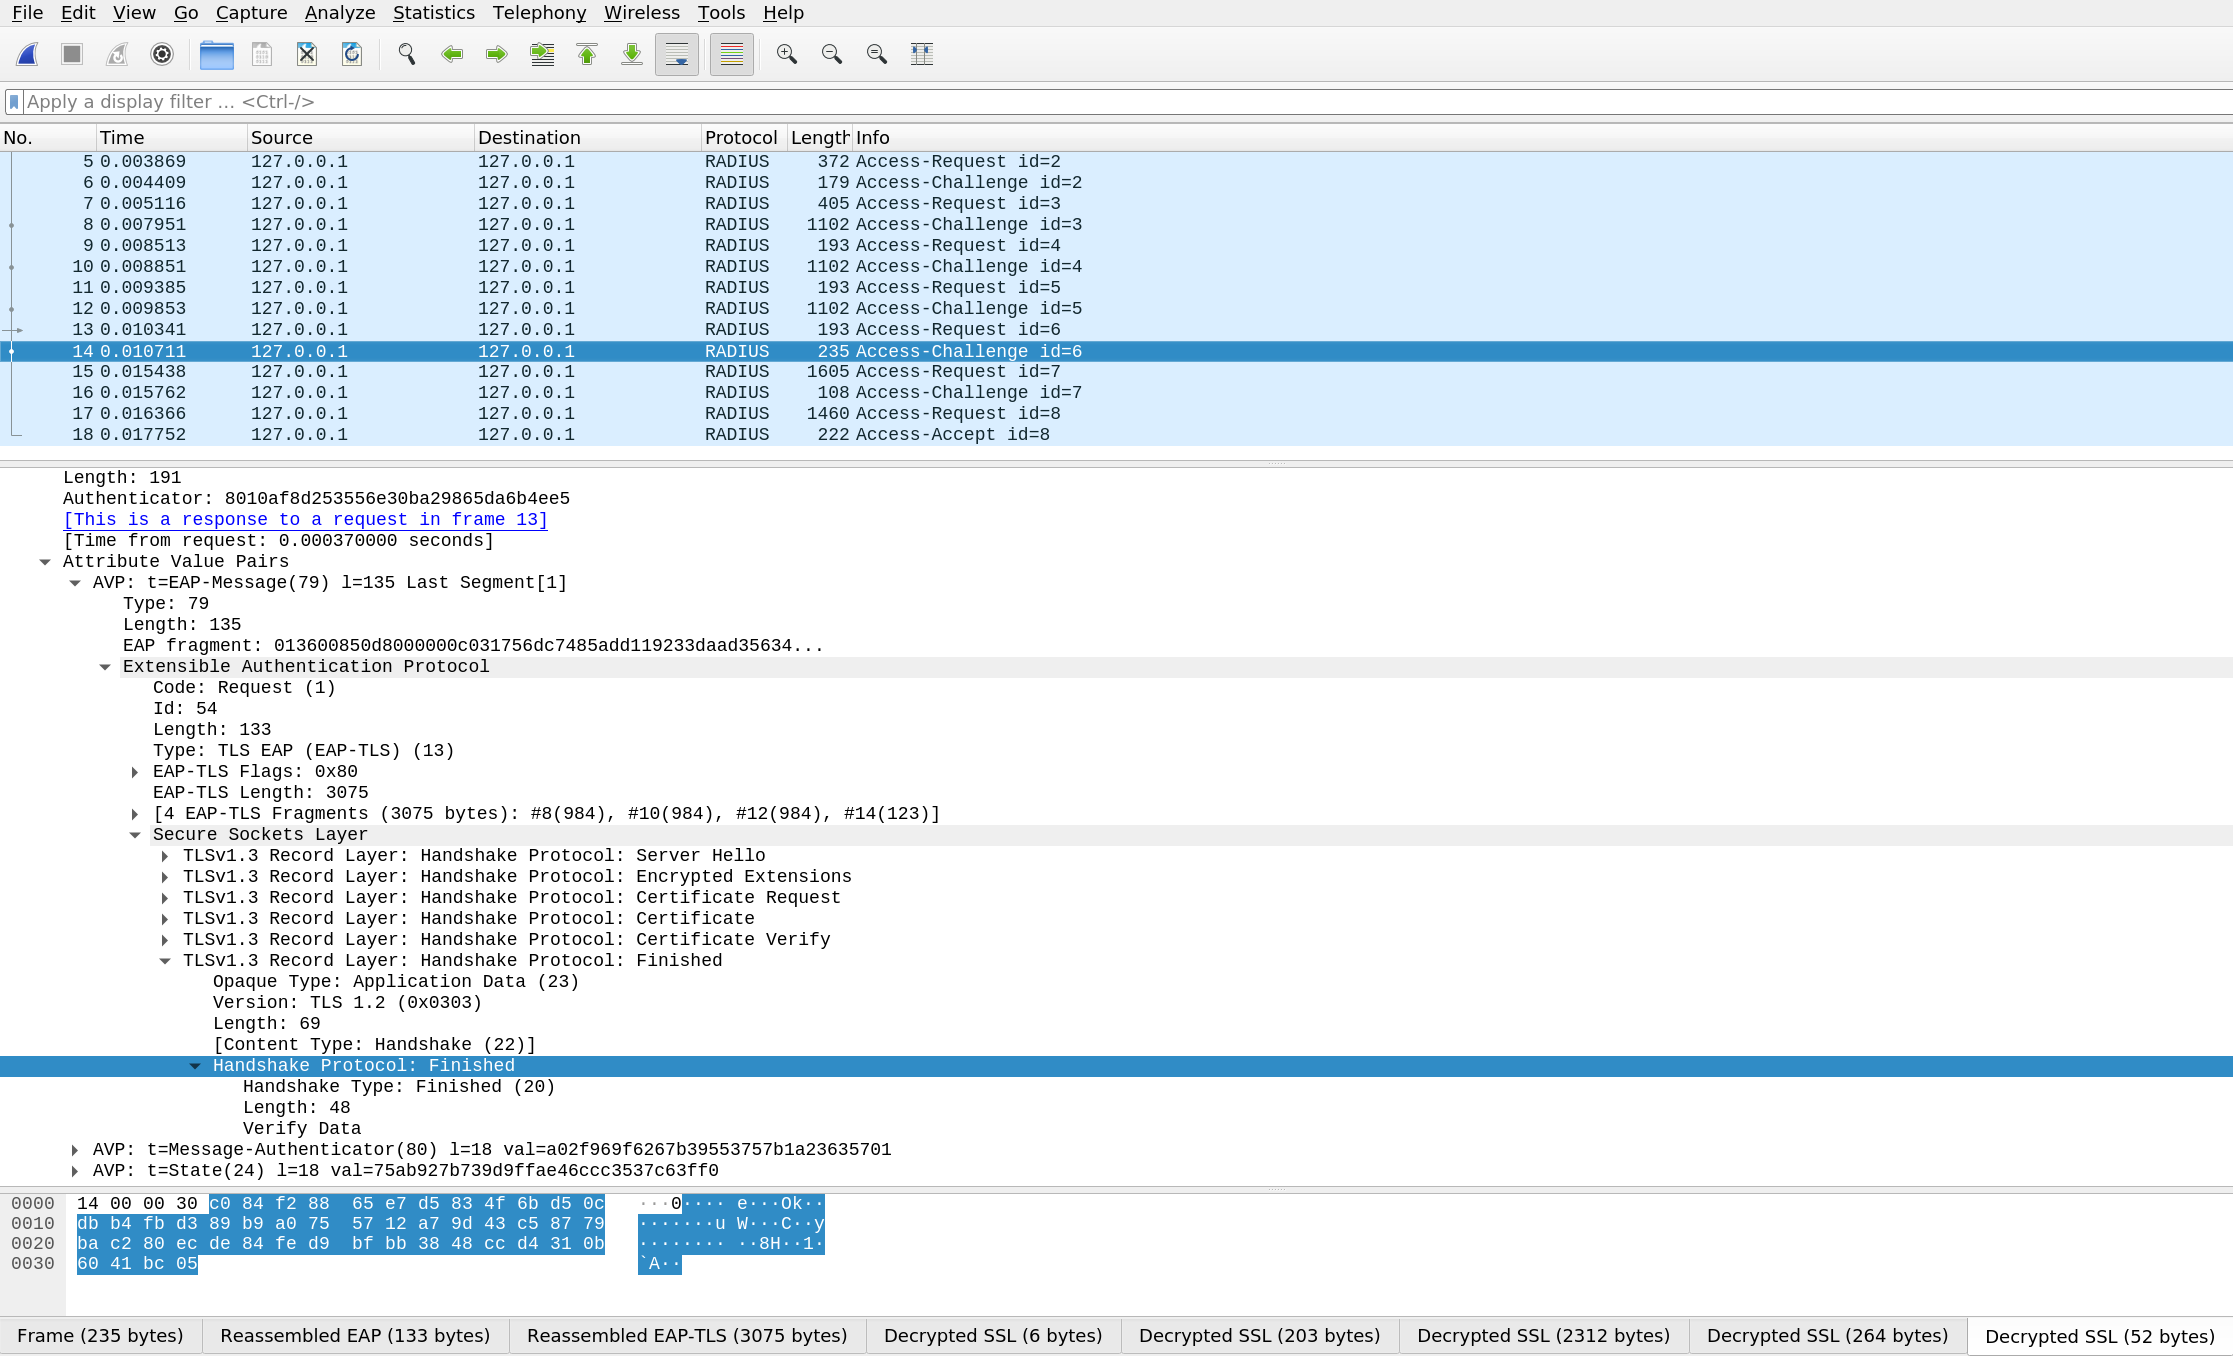 File Edit View Go Capture Analyze Statistics Telephony Wireless Tools Help
Apply a display filter … <Ctrl-/>
No. Time Source Destination Protocol Length Info
5 0.003869 127.0.0.1 127.0.0.1 RADIUS 372 Access-Request id=2
6 0.004409 127.0.0.1 127.0.0.1 RADIUS 179 Access-Challenge id=2
7 0.005116 127.0.0.1 127.0.0.1 RADIUS 405 Access-Request id=3
8 0.007951 127.0.0.1 127.0.0.1 RADIUS 1102 Access-Challenge id=3
9 0.008513 127.0.0.1 127.0.0.1 RADIUS 193 Access-Request id=4
10 0.008851 127.0.0.1 127.0.0.1 RADIUS 1102 Access-Challenge id=4
11 0.009385 127.0.0.1 127.0.0.1 RADIUS 193 Access-Request id=5
12 0.009853 127.0.0.1 127.0.0.1 RADIUS 1102 Access-Challenge id=5
13 0.010341 127.0.0.1 127.0.0.1 RADIUS 193 Access-Request id=6
14 0.010711 127.0.0.1 127.0.0.1 RADIUS 235 Access-Challenge id=6
15 0.015438 127.0.0.1 127.0.0.1 RADIUS 1605 Access-Request id=7
16 0.015762 127.0.0.1 127.0.0.1 RADIUS 108 Access-Challenge id=7
17 0.016366 127.0.0.1 127.0.0.1 RADIUS 1460 Access-Request id=8
18 0.017752 127.0.0.1 127.0.0.1 RADIUS 222 Access-Accept id=8
Length: 191
Authenticator: 8010af8d253556e30ba29865da6b4ee5
[This is a response to a request in frame 13]
[Time from request: 0.000370000 seconds]
Attribute Value Pairs
AVP: t=EAP-Message(79) l=135 Last Segment[1]
Type: 79
Length: 135
EAP fragment: 013600850d8000000c031756dc7485add119233daad35634...
Extensible Authentication Protocol
Code: Request (1)
Id: 54
Length: 133
Type: TLS EAP (EAP-TLS) (13)
EAP-TLS Flags: 0x80
EAP-TLS Length: 3075
[4 EAP-TLS Fragments (3075 bytes): #8(984), #10(984), #12(984), #14(123)]
Secure Sockets Layer
TLSv1.3 Record Layer: Handshake Protocol: Server Hello
TLSv1.3 Record Layer: Handshake Protocol: Encrypted Extensions
TLSv1.3 Record Layer: Handshake Protocol: Certificate Request
TLSv1.3 Record Layer: Handshake Protocol: Certificate
TLSv1.3 Record Layer: Handshake Protocol: Certificate Verify
TLSv1.3 Record Layer: Handshake Protocol: Finished
Opaque Type: Application Data (23)
Version: TLS 1.2 (0x0303)
Length: 69
[Content Type: Handshake (22)]
Handshake Protocol: Finished
Handshake Type: Finished (20)
Length: 48
Verify Data
AVP: t=Message-Authenticator(80) l=18 val=a02f969f6267b39553757b1a23635701
AVP: t=State(24) l=18 val=75ab927b739d9ffae46ccc3537c63ff0
0000 14 00 00 30 c0 84 f2 88 65 e7 d5 83 4f 6b d5 0c ···0···· e···Ok··
0010 db b4 fb d3 89 b9 a0 75 57 12 a7 9d 43 c5 87 79 ·······u W···C··y
0020 ba c2 80 ec de 84 fe d9 bf bb 38 48 cc d4 31 0b ········ ··8H··1·
0030 60 41 bc 05 `A··
Frame (235 bytes) Reassembled EAP (133 bytes) Reassembled EAP-TLS (3075 bytes) Decrypted SSL (6 bytes) Decrypted SSL (203 bytes) Decrypted SSL (2312 bytes) Decrypted SSL (264 bytes) Decrypted SSL (52 bytes)